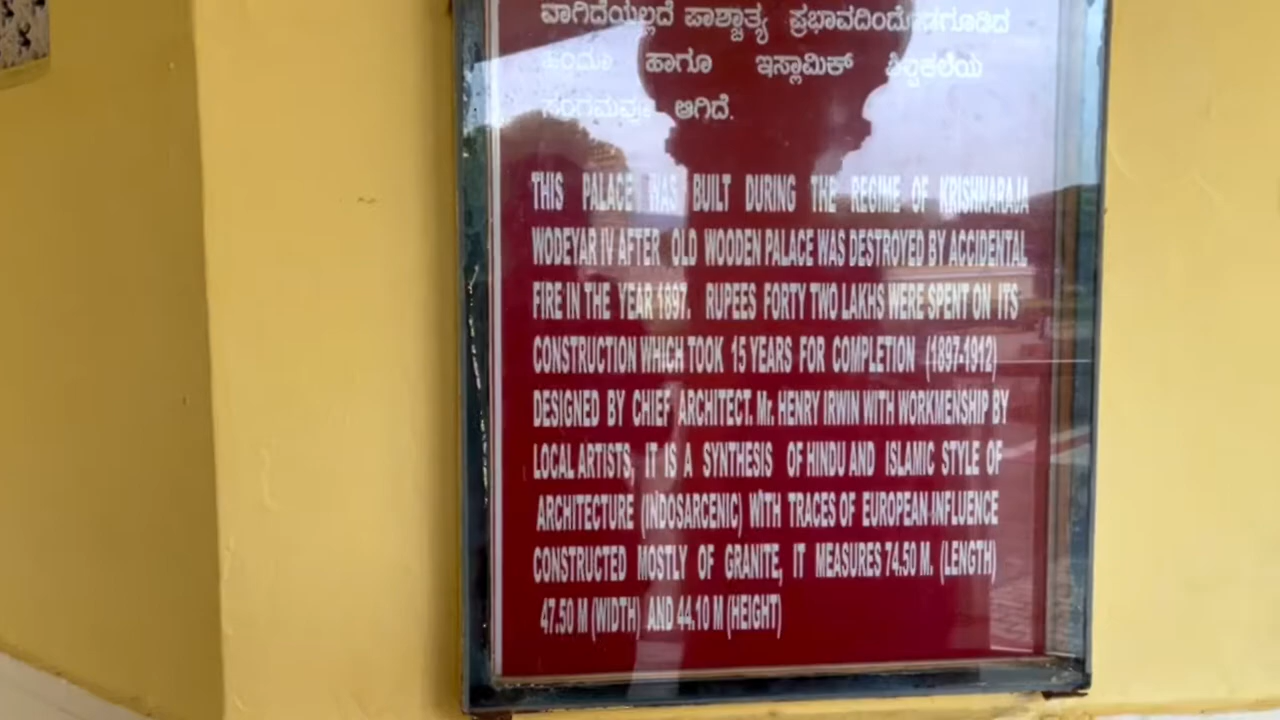 ವಾಗಿದೆಯಲ್ಲದೆ ಪಾಶ್ಚಾತ್ಯ ಪ್ರಭಾವದಿಂದೊಡಗೂಡಿದ
ಹಿಂದೂ ಹಾಗೂ ಇಸ್ಲಾಮಿಕ್ ಶಿಲ್ಪಕಲೆಯ
ಸಂಗಮವೂ ಆಗಿದೆ.
THIS PALACE WAS BUILT DURING THE REGIME OF KRISHNARAJA
WODEYAR IV AFTER OLD WOODEN PALACE WAS DESTROYED BY ACCIDENTAL
FIRE IN THE YEAR 1897. RUPEES FORTY TWO LAKHS WERE SPENT ON ITS
CONSTRUCTION WHICH TOOK 15 YEARS FOR COMPLETION (1897-1912)
DESIGNED BY CHIEF ARCHITECT. Mr. HENRY IRWIN WITH WORKMENSHIP BY
LOCAL ARTISTS, IT IS A SYNTHESIS OF HINDU AND ISLAMIC STYLE OF
ARCHITECTURE (INDOSARCENIC) WITH TRACES OF EUROPEAN INFLUENCE
CONSTRUCTED MOSTLY OF GRANITE, IT MEASURES 74.50 M. (LENGTH)
47.50 M (WIDTH) AND 44.10 M (HEIGHT)